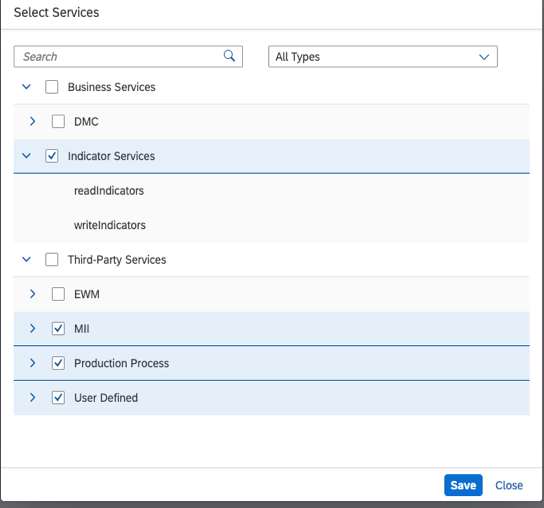 Select Services
Search
All Types
Business Services
DMC
Indicator Services
readIndicators
writeIndicators
Third-Party Services
EWM
MII
Production Process
User Defined
Save Close